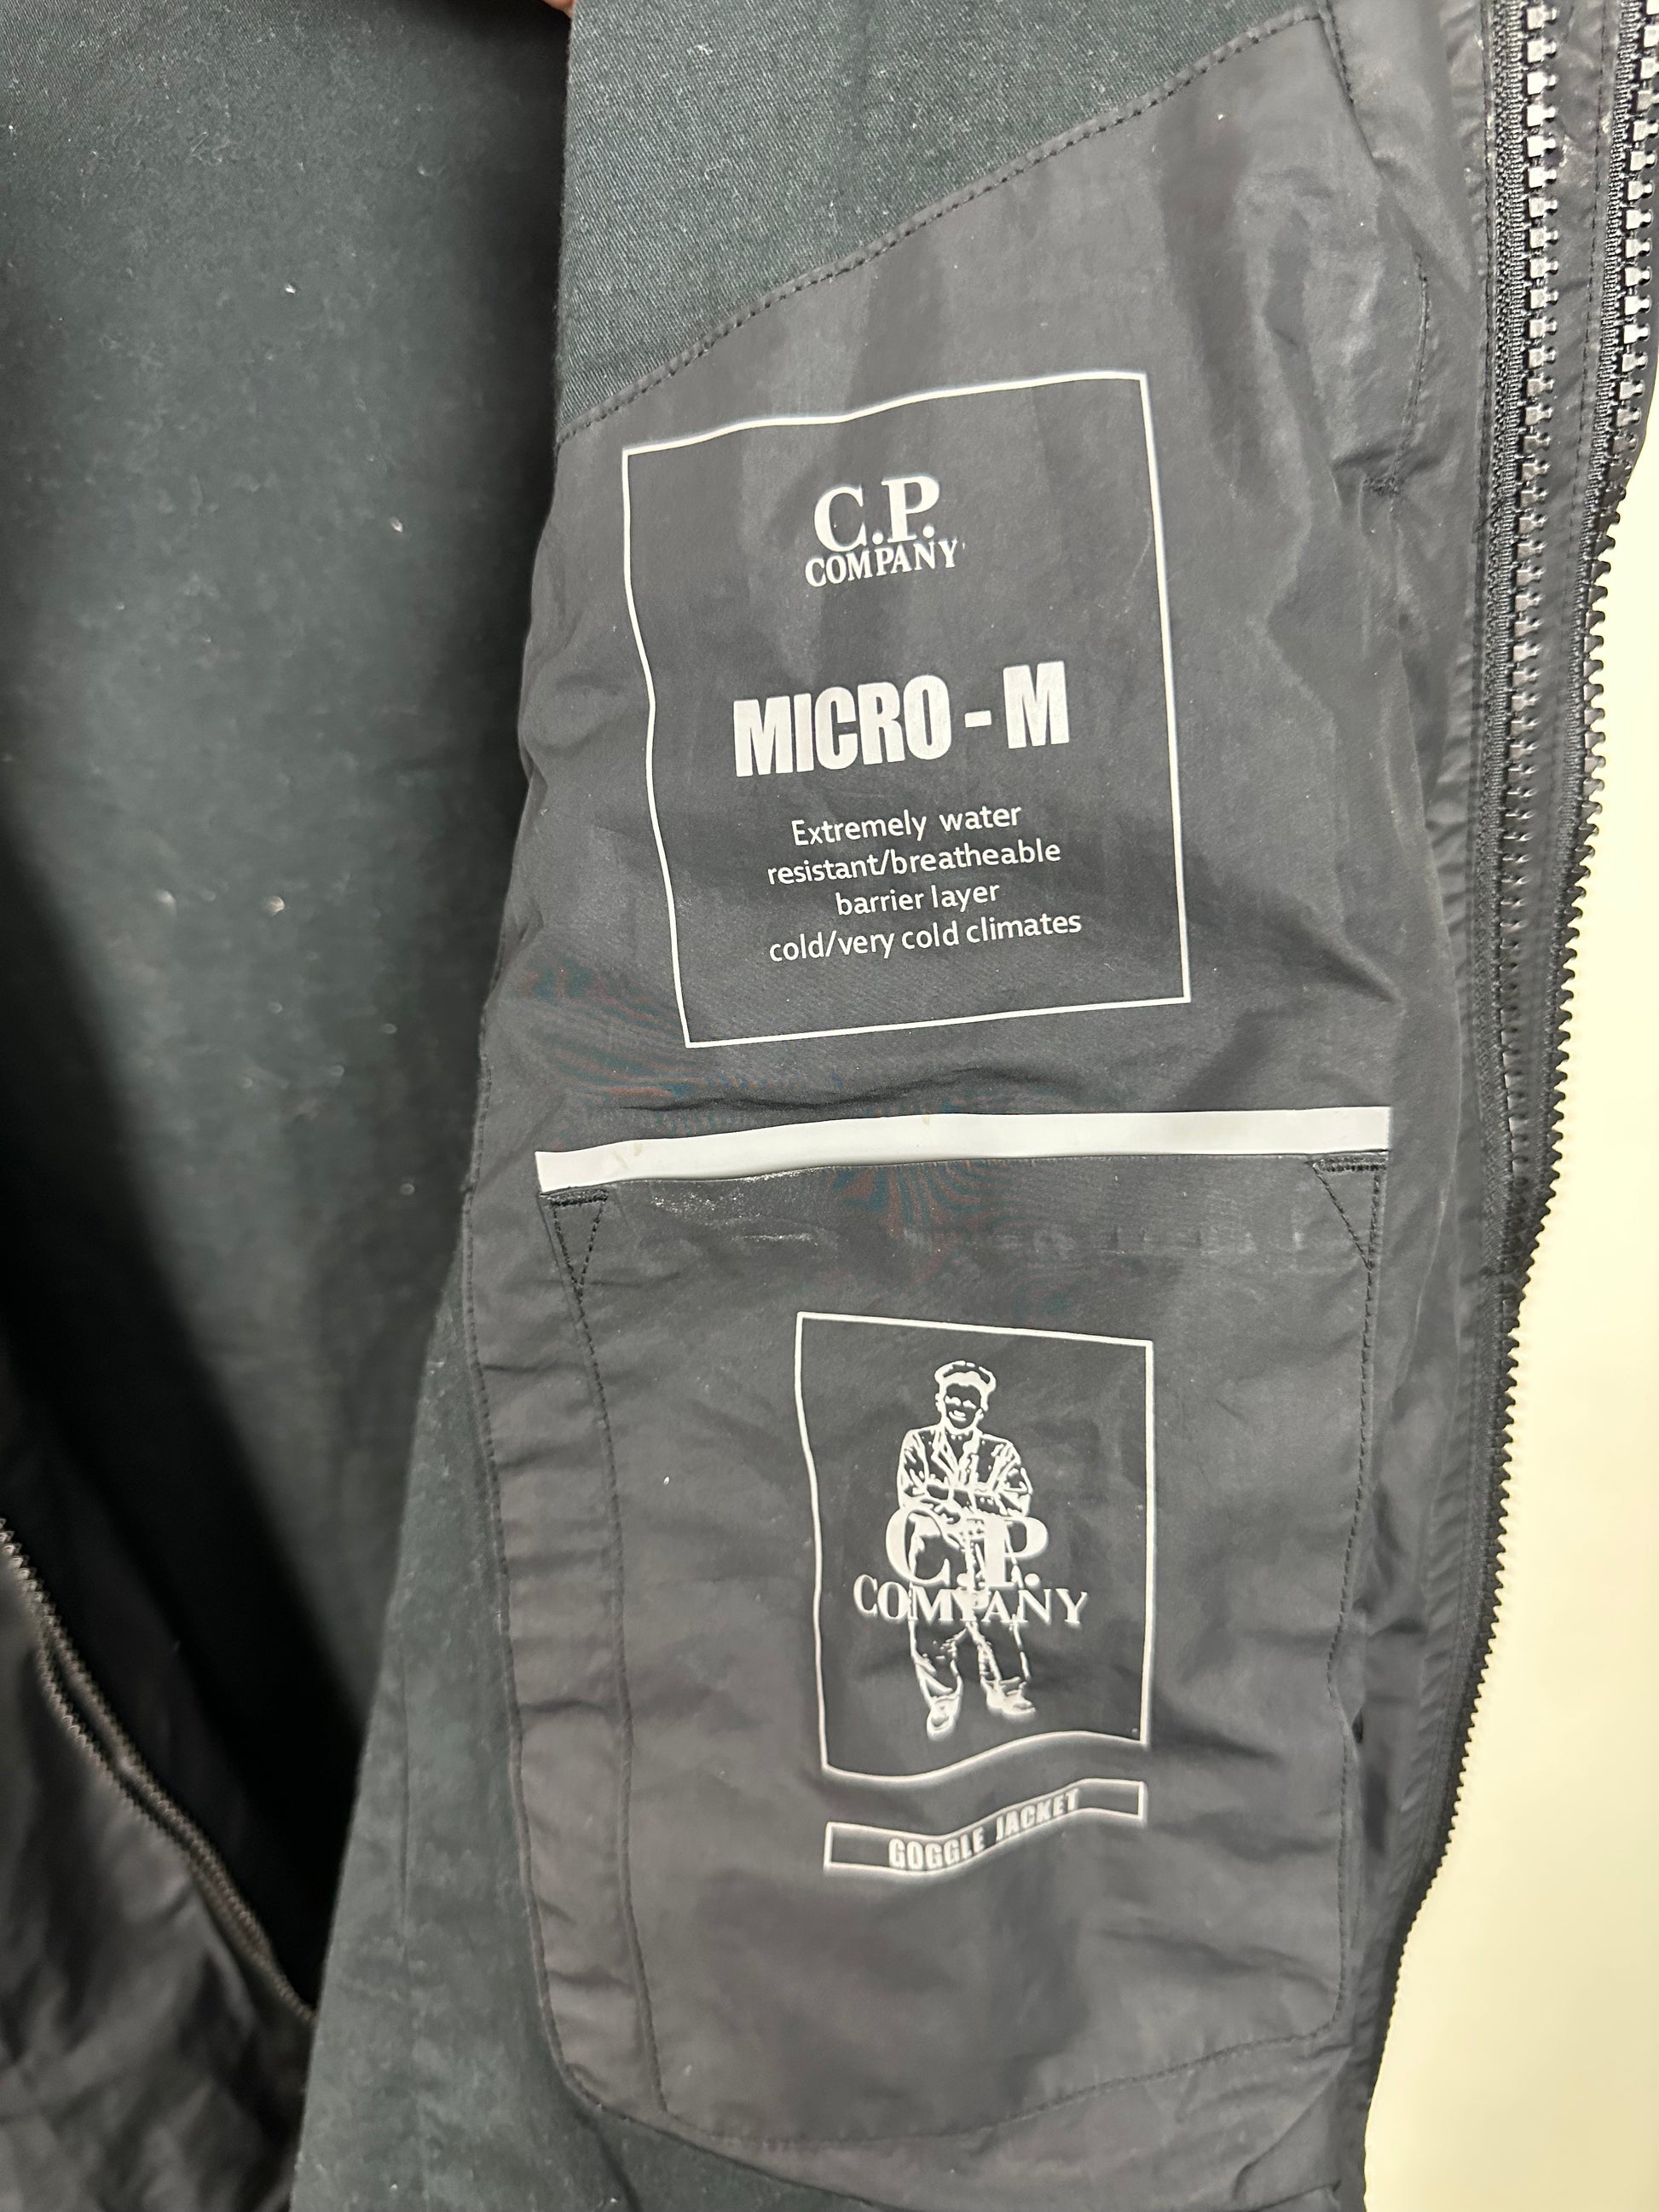 C.P.
COMPANY
MICRO - M
Extremely water
resistant/breatheable
barrier layer
cold/very cold climates
C.P.
COMPANY
GOGGLE JACKET